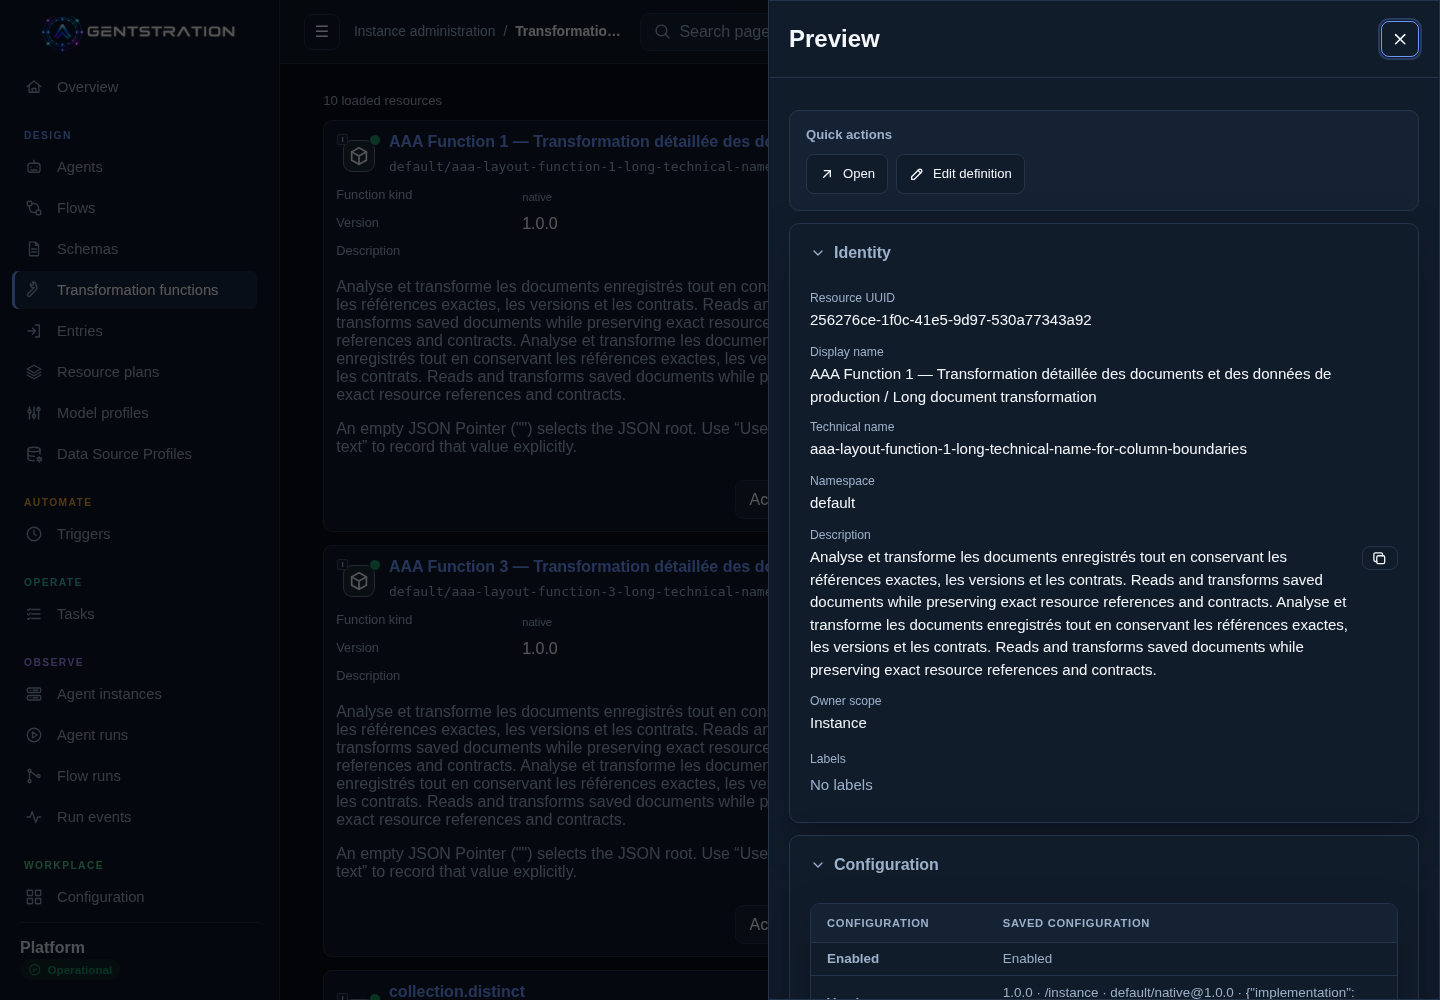 GENTSTRATION
Overview
DESIGN
Agents
Flows
Schemas
Transformation functions
Entries
Resource plans
Model profiles
Data Source Profiles
AUTOMATE
Triggers
OPERATE
Tasks
OBSERVE
Agent instances
Agent runs
Flow runs
Run events
WORKPLACE
Configuration
Platform
Operational
Instance administration / Transformatio…
Search page
10 loaded resources
AAA Function 1 — Transformation détaillée des do
default/aaa-layout-function-1-long-technical-name
Function kind native
Version 1.0.0
Description
Analyse et transforme les documents enregistrés tout en cons
les références exactes, les versions et les contrats. Reads an
transforms saved documents while preserving exact resource
references and contracts. Analyse et transforme les documen
enregistrés tout en conservant les références exactes, les ve
les contrats. Reads and transforms saved documents while p
exact resource references and contracts.
An empty JSON Pointer ("") selects the JSON root. Use “Use
text” to record that value explicitly.
Ac
AAA Function 3 — Transformation détaillée des do
default/aaa-layout-function-3-long-technical-name
Function kind native
Version 1.0.0
Description
Analyse et transforme les documents enregistrés tout en cons
les références exactes, les versions et les contrats. Reads an
transforms saved documents while preserving exact resource
references and contracts. Analyse et transforme les documen
enregistrés tout en conservant les références exactes, les ve
les contrats. Reads and transforms saved documents while p
exact resource references and contracts.
An empty JSON Pointer ("") selects the JSON root. Use “Use
text” to record that value explicitly.
Ac
collection.distinct
Preview
Quick actions
Open
Edit definition
Identity
Resource UUID
256276ce-1f0c-41e5-9d97-530a77343a92
Display name
AAA Function 1 — Transformation détaillée des documents et des données de
production / Long document transformation
Technical name
aaa-layout-function-1-long-technical-name-for-column-boundaries
Namespace
default
Description
Analyse et transforme les documents enregistrés tout en conservant les
références exactes, les versions et les contrats. Reads and transforms saved
documents while preserving exact resource references and contracts. Analyse et
transforme les documents enregistrés tout en conservant les références exactes,
les versions et les contrats. Reads and transforms saved documents while
preserving exact resource references and contracts.
Owner scope
Instance
Labels
No labels
Configuration
CONFIGURATION SAVED CONFIGURATION
Enabled Enabled
1.0.0 · /instance · default/native@1.0.0 · {"implementation":